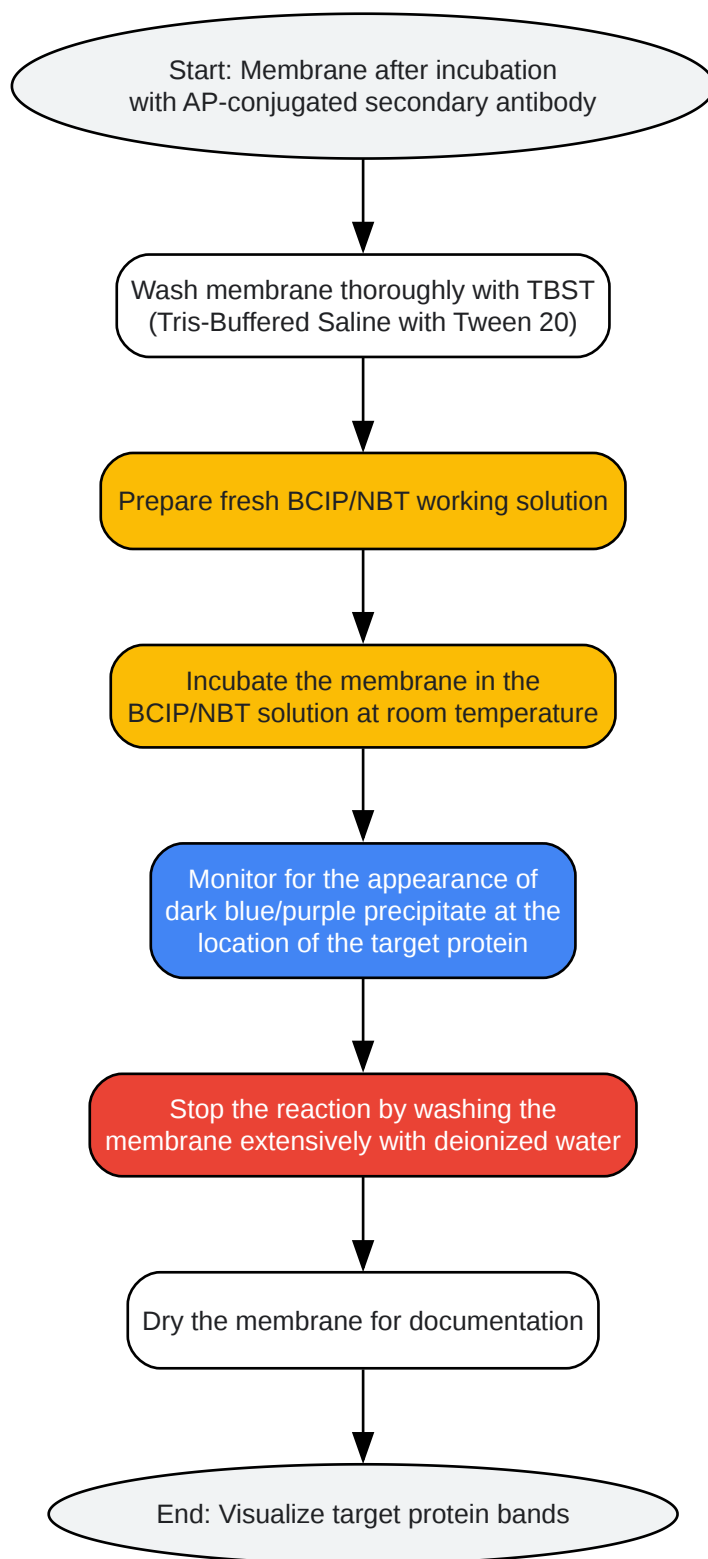 Start: Membrane after incubation
with AP-conjugated secondary antibody
Wash membrane thoroughly with TBST
(Tris-Buffered Saline with Tween 20)
Prepare fresh BCIP/NBT working solution
Incubate the membrane in the
BCIP/NBT solution at room temperature
Monitor for the appearance of
dark blue/purple precipitate at the
location of the target protein
Stop the reaction by washing the
membrane extensively with deionized water
Dry the membrane for documentation
End: Visualize target protein bands